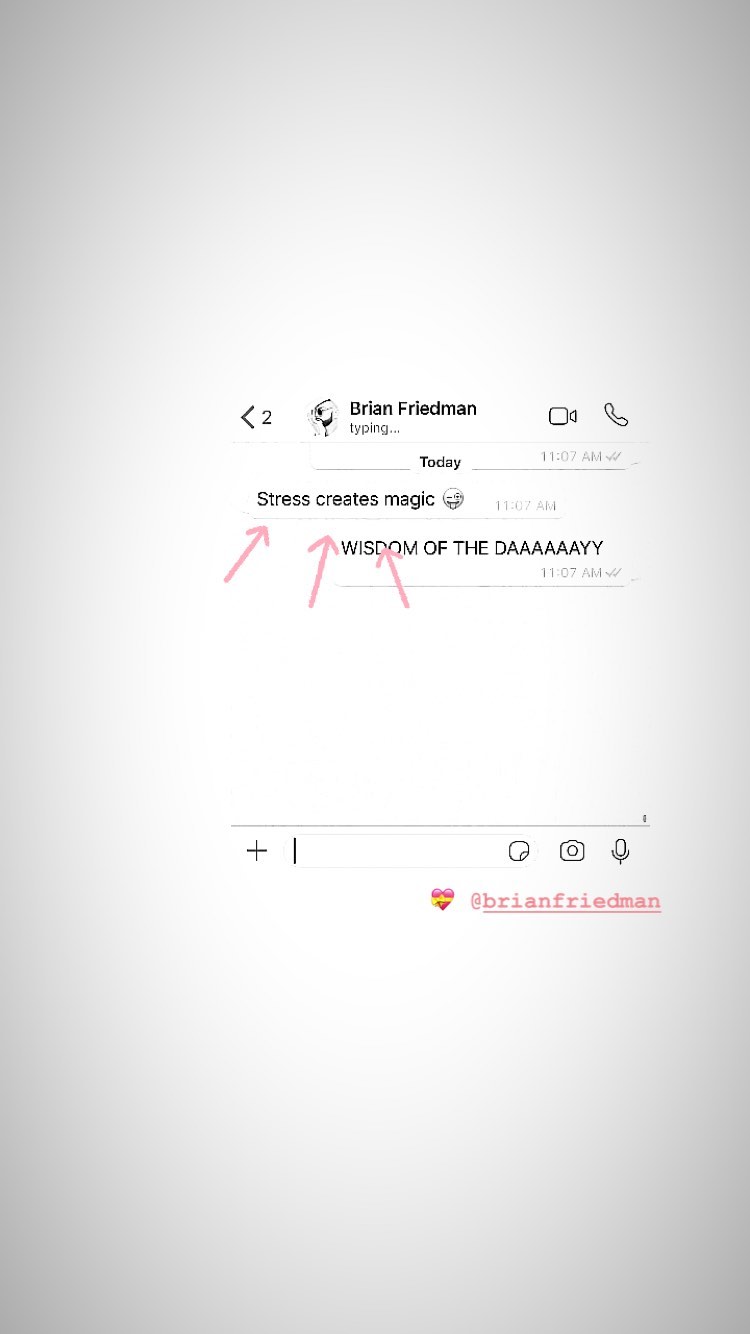 2
Brian Friedman
typing...
11:07 AM
Today
Stress creates magic 😜
11:07 AM
WISDOM OF THE DAAAAAAYY
11:07 AM
💝 @brianfriedman